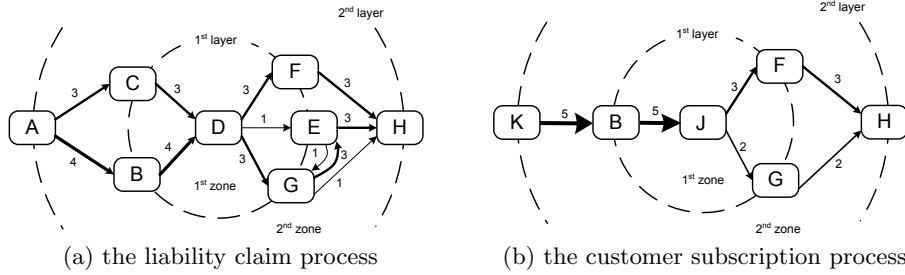 2nd layer
1st layer
C
F
3
3
3
3
A
D
1
E
3
H
4
4
3
1
3
B
G
1
1st zone
2nd zone
(a) the liability claim process
2nd layer
1st layer
F
3
3
K
5
B
5
J
H
2
2
G
1st zone
2nd zone
(b) the customer subscription process